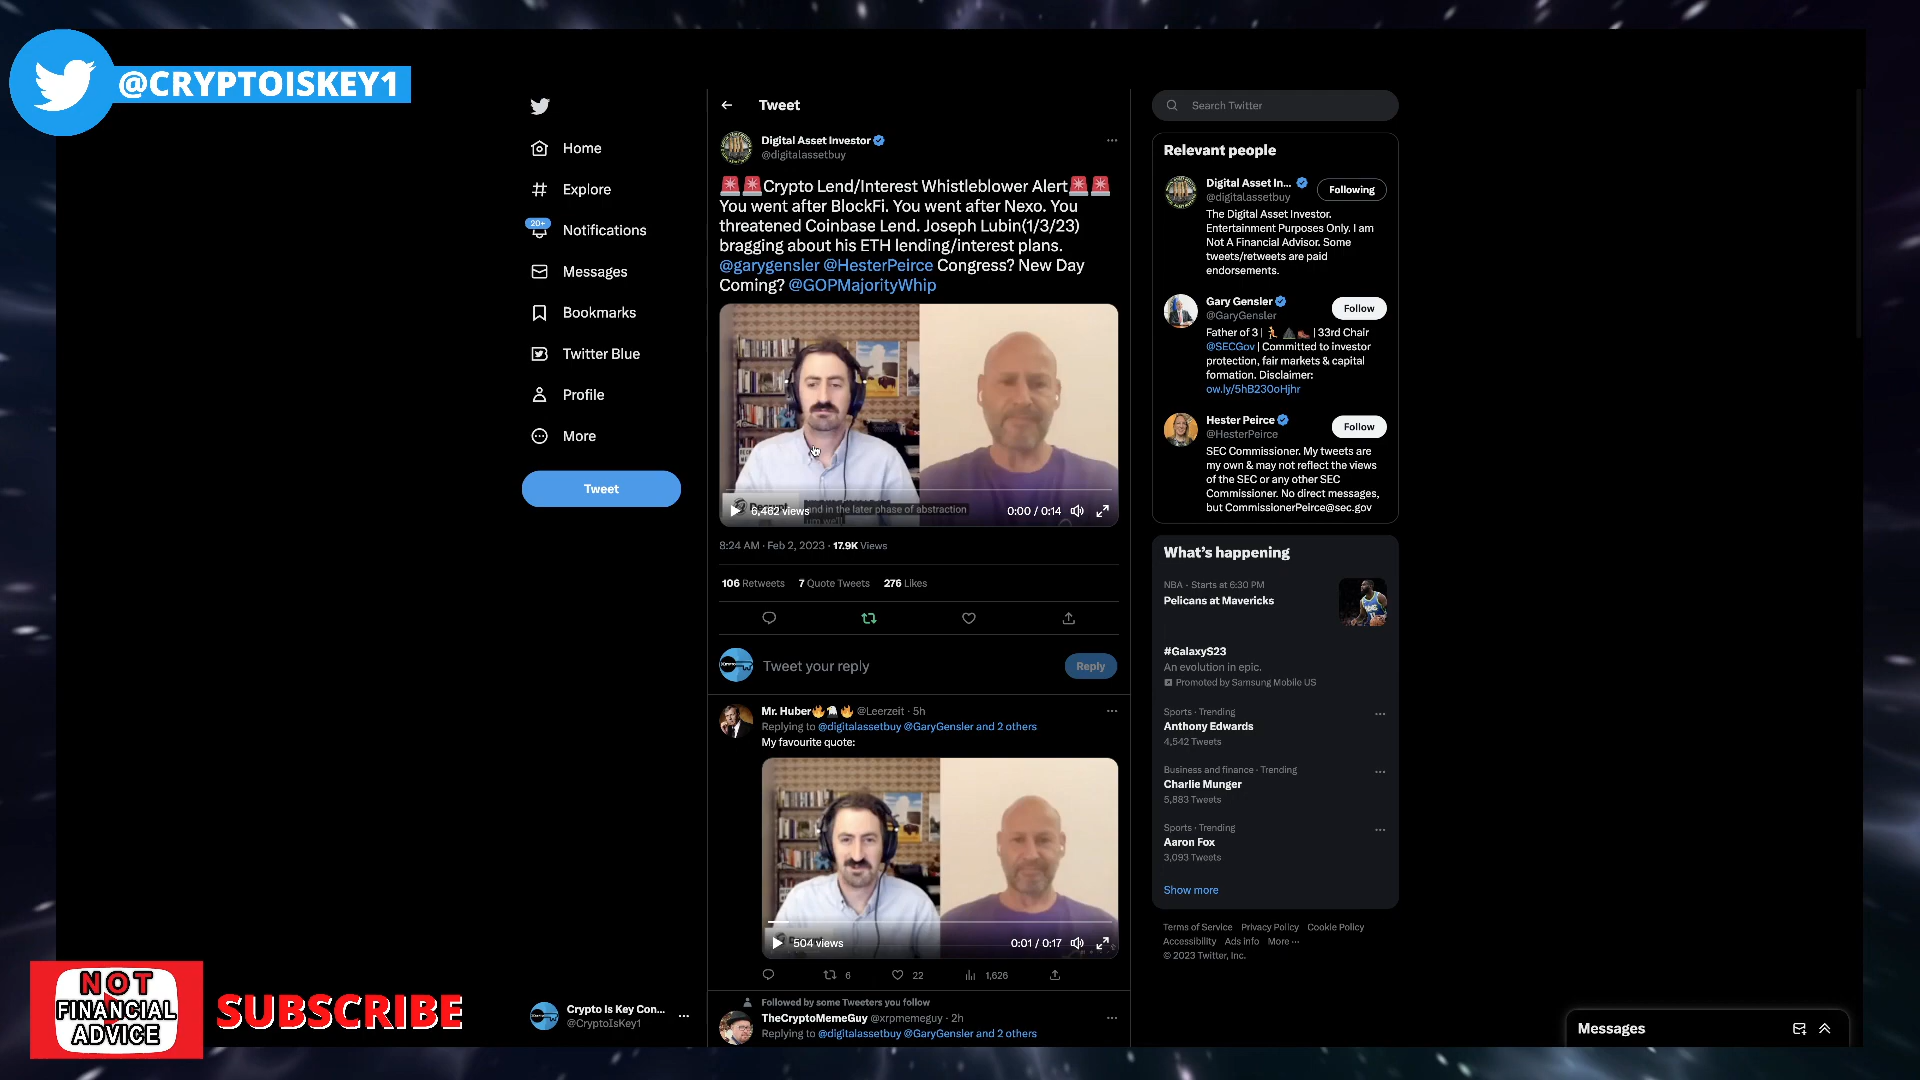 @CRYPTOISKEY1
Home
Explore
20+
Notifications
Messages
Bookmarks
Twitter Blue
Profile
More
Tweet
Crypto Is Key Con...
@CryptoIsKey1
Tweet
Digital Asset Investor
@digitalassetbuy
🚨🚨Crypto Lend/Interest Whistleblower Alert🚨🚨
You went after BlockFi. You went after Nexo. You
threatened Coinbase Lend. Joseph Lubin(1/3/23)
bragging about his ETH lending/interest plans.
@garygensler @HesterPeirce Congress? New Day
Coming? @GOPMajorityWhip
6,462 views
and in the later phase of abstraction
um we'll
0:00 / 0:14
8:24 AM · Feb 2, 2023 · 17.9K Views
106 Retweets 7 Quote Tweets 276 Likes
Tweet your reply
Reply
Mr. Huber🔥🦅🔥 @Leerzeit · 5h
Replying to @digitalassetbuy @GaryGensler and 2 others
My favourite quote:
504 views
0:01 / 0:17
6 22 1,626
Followed by some Tweeters you follow
TheCryptoMemeGuy @xrpmemeguy · 2h
Replying to @digitalassetbuy @GaryGensler and 2 others
Search Twitter
Relevant people
Digital Asset In...
Following
@digitalassetbuy
The Digital Asset Investor.
Entertainment Purposes Only. I am
Not A Financial Advisor. Some
tweets/retweets are paid
endorsements.
Gary Gensler
Follow
@GaryGensler
Father of 3 | | 33rd Chair
@SECGov | Committed to investor
protection, fair markets & capital
formation. Disclaimer:
ow.ly/5hB230oHjhr
Hester Peirce
Follow
@HesterPeirce
SEC Commissioner. My tweets are
my own & may not reflect the views
of the SEC or any other SEC
Commissioner. No direct messages,
but CommissionerPeirce@sec.gov
What's happening
NBA · Starts at 6:30 PM
Pelicans at Mavericks
#GalaxyS23
An evolution in epic.
Promoted by Samsung Mobile US
Sports · Trending
Anthony Edwards
4,542 Tweets
Business and finance · Trending
Charlie Munger
5,883 Tweets
Sports · Trending
Aaron Fox
3,093 Tweets
Show more
Terms of Service Privacy Policy Cookie Policy
Accessibility Ads info More ···
© 2023 Twitter, Inc.
Messages
NOT
FINANCIAL
ADVICE
SUBSCRIBE